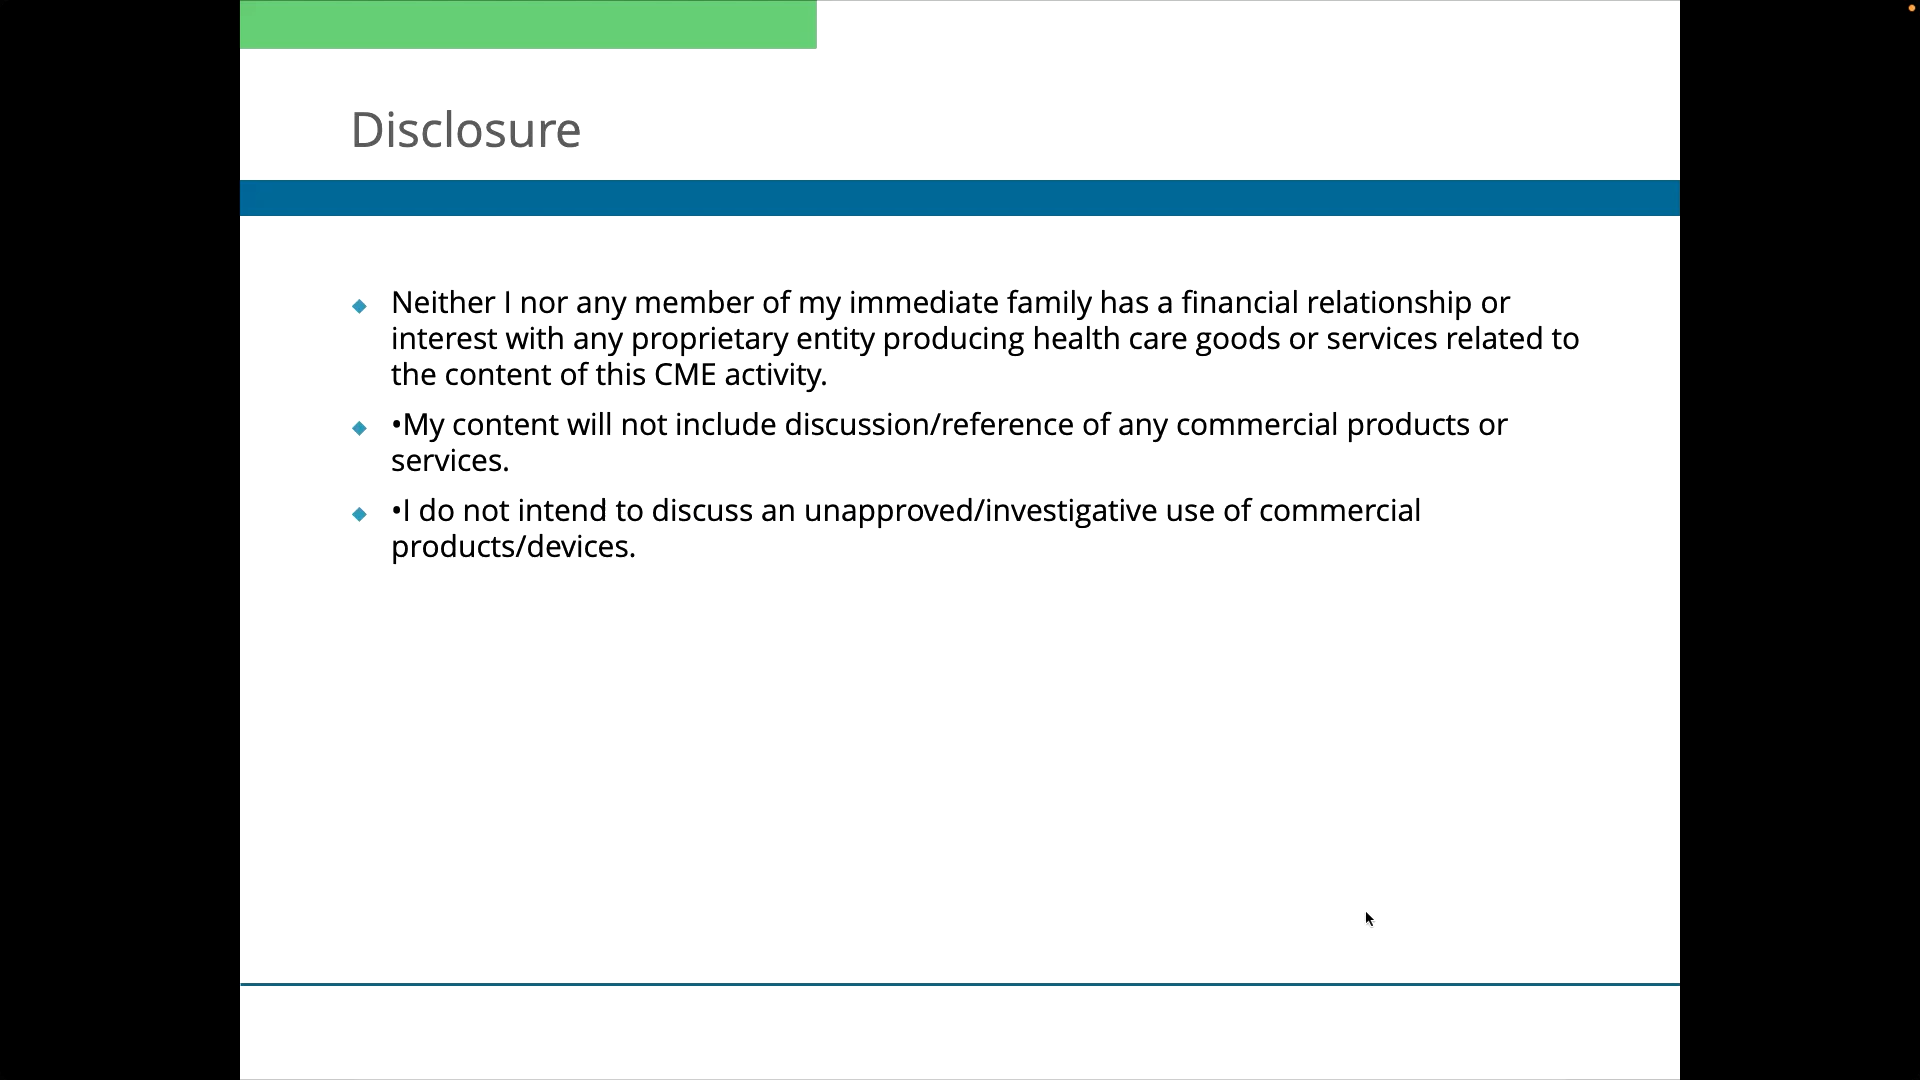 Disclosure
Neither I nor any member of my immediate family has a financial relationship or
interest with any proprietary entity producing health care goods or services related to
the content of this CME activity.
•My content will not include discussion/reference of any commercial products or
services.
•I do not intend to discuss an unapproved/investigative use of commercial
products/devices.